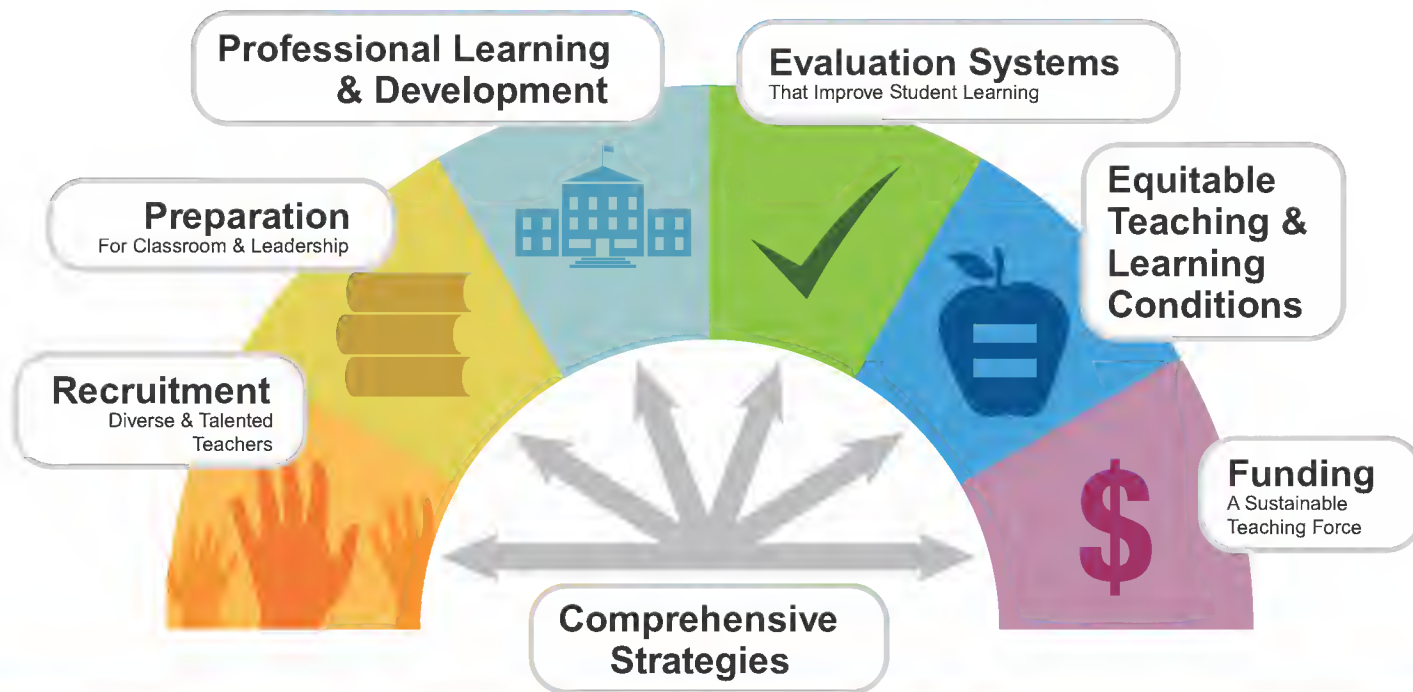 Professional Learning
& Development
Evaluation Systems
That Improve Student Learning
Preparation
For Classroom & Leadership
Equitable
Teaching &
Learning
Conditions
Recruitment
Diverse & Talented
Teachers
$
Funding
A Sustainable
Teaching Force
Comprehensive
Strategies